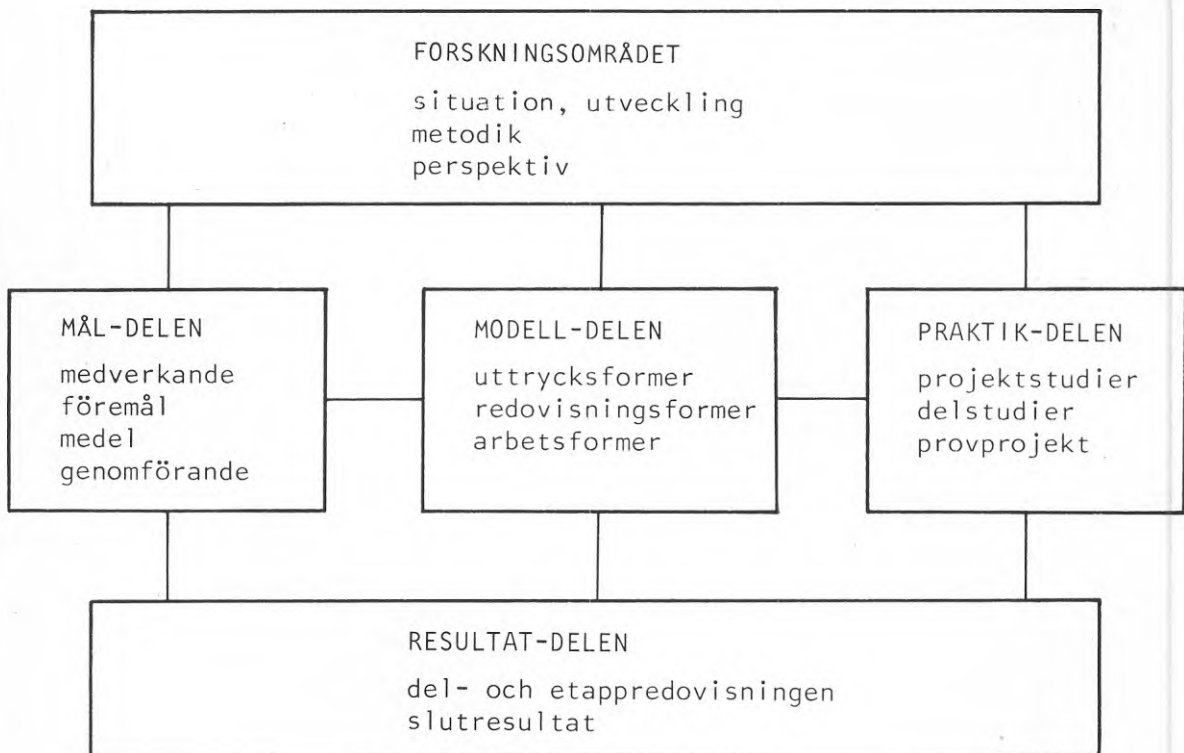 FORSKNINGSOMRÅDET
situation, utveckling
metodik
perspektiv
MÅL-DELEN
medverkande
föremål
medel
genomförande
MODELL-DELEN
uttrycksformer
redovisningsformer
arbetsformer
PRAKTIK-DELEN
projektstudier
delstudier
provprojekt
RESULTAT-DELEN
del- och etappredovisningen
slutresultat